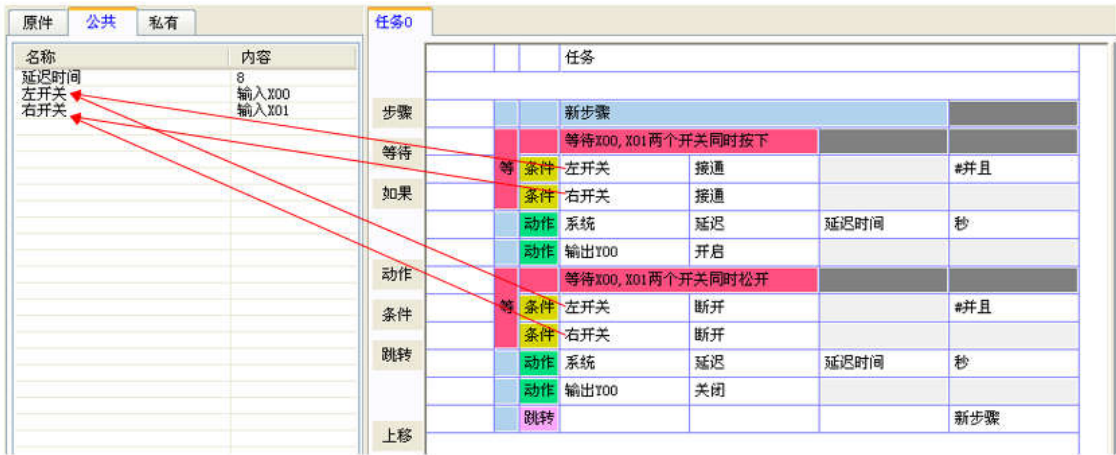 原件 公共 私有 任务0
名称 内容
延迟时间 8
左开关 输入X00
右开关 输入X01
任务
步骤
等待
如果
动作
条件
跳转
上移
新步骤
等待X00,X01两个开关同时按下
等 条件 左开关 接通 #并且
条件 右开关 接通
动作 系统 延迟 延迟时间 秒
动作 输出Y00 开启
等待X00,X01两个开关同时松开
等 条件 左开关 断开 #并且
条件 右开关 断开
动作 系统 延迟 延迟时间 秒
动作 输出Y00 关闭
跳转 新步骤